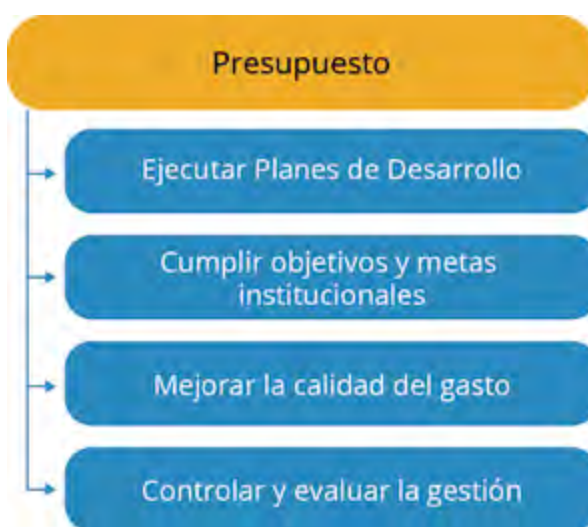 Presupuesto
Ejecutar Planes de Desarrollo
Cumplir objetivos y metas
institucionales
Mejorar la calidad del gasto
Controlar y evaluar la gestión